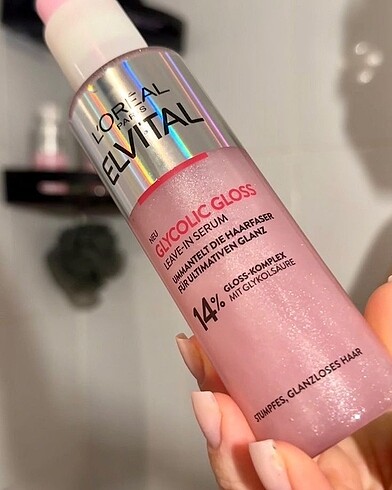 L'ORÉAL
PARIS
ELVITAL
NEU
GLYCOLIC GLOSS
LEAVE-IN SERUM
UMMANTELT DIE HAARFASER
FÜR ULTIMATIVEN GLANZ
14% GLOSS-KOMPLEX
MIT GLYKOLSÄURE
STUMPFES, GLANZLOSES HAAR